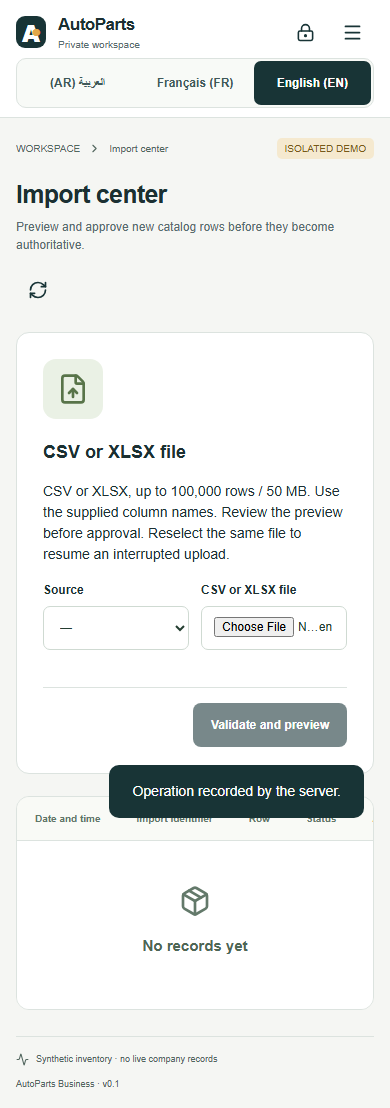 AutoParts
Private workspace
(AR) العربية
Français (FR)
English (EN)
WORKSPACE > Import center
ISOLATED DEMO
Import center
Preview and approve new catalog rows before they become
authoritative.
CSV or XLSX file
CSV or XLSX, up to 100,000 rows / 50 MB. Use
the supplied column names. Review the preview
before approval. Reselect the same file to
resume an interrupted upload.
Source
CSV or XLSX file
—
Choose File N...en
Validate and preview
Operation recorded by the server.
Date and time Import identifier Row Status
No records yet
Synthetic inventory · no live company records
AutoParts Business · v0.1